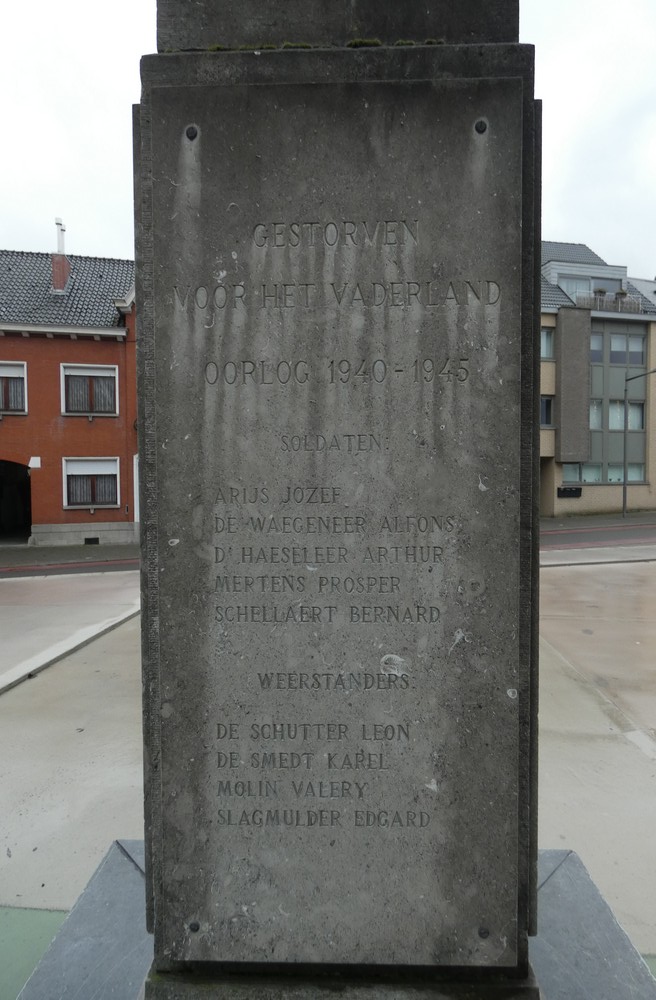 GESTORVEN
VOOR HET VADERLAND
OORLOG 1940-1945
SOLDATEN:
ARIJS JOZEF
DE WAEGENEER ALFONS
D'HAESELEER ARTHUR
MERTENS PROSPER
SCHELLAERT BERNARD
WEERSTANDERS:
DE SCHUTTER LEON
DE SMEDT KAREL
MOLIN VALERY
SLAGMULDER EDGARD